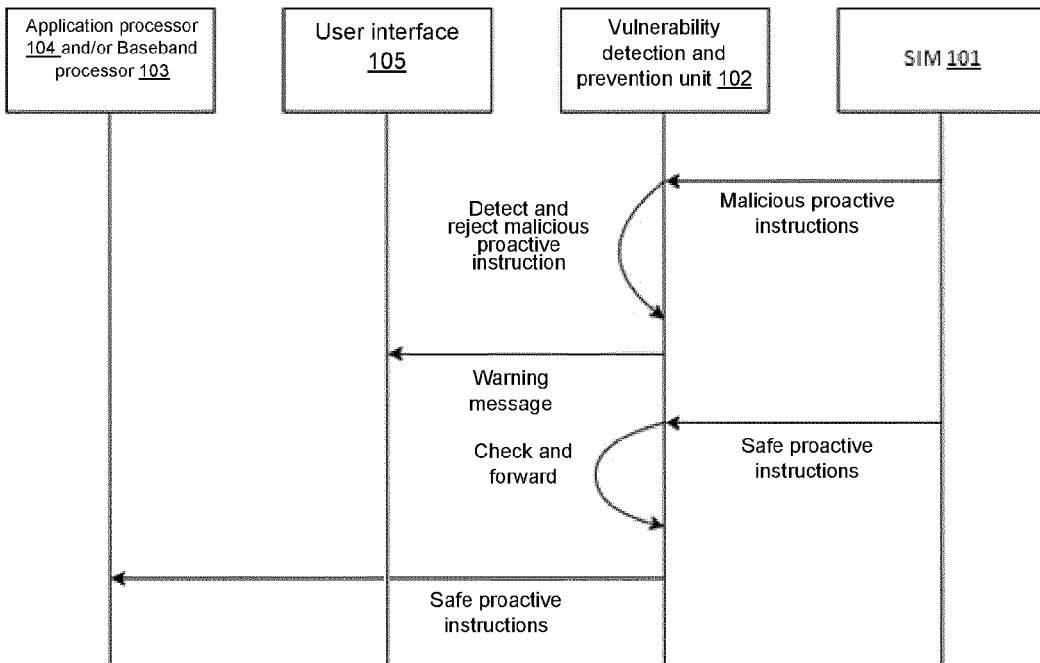 Application processor
104 and/or Baseband
processor 103
User interface
105
Vulnerability
detection and
prevention unit 102
SIM 101
Malicious proactive
instructions
Detect and
reject malicious
proactive
instruction
Warning
message
Safe proactive
instructions
Check and
forward
Safe proactive
instructions